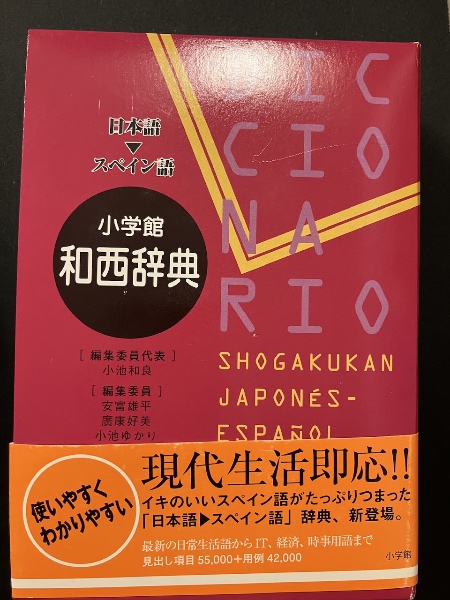 DIC
CIO
NA
RIO
日本語
▼
スペイン語
小学館
和西辞典
SHOGAKUKAN
JAPONÉS-
ESPAÑOL
[ 編集委員代表 ]
小池和良
[ 編集委員 ]
安富雄平
廣康好美
小池ゆかり
使いやすく
わかりやすい
現代生活即応!!
イキのいいスペイン語がたっぷりつまった
「日本語▶スペイン語」辞典、新登場。
最新の日常生活語からIT、経済、時事用語まで
見出し項目 55,000+用例 42,000
小学館